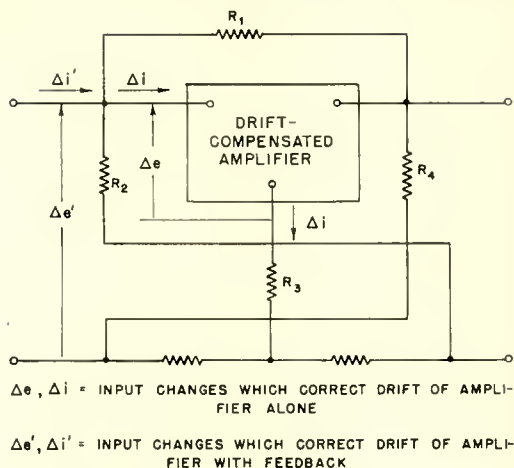 R1
Δi' Δi
DRIFT-
COMPENSATED
AMPLIFIER
Δe
R2
R4
Δe'
Δi
R3
Δe, Δi = INPUT CHANGES WHICH CORRECT DRIFT OF AMPLI-
FIER ALONE
Δe', Δi' = INPUT CHANGES WHICH CORRECT DRIFT OF AMPLI-
FIER WITH FEEDBACK